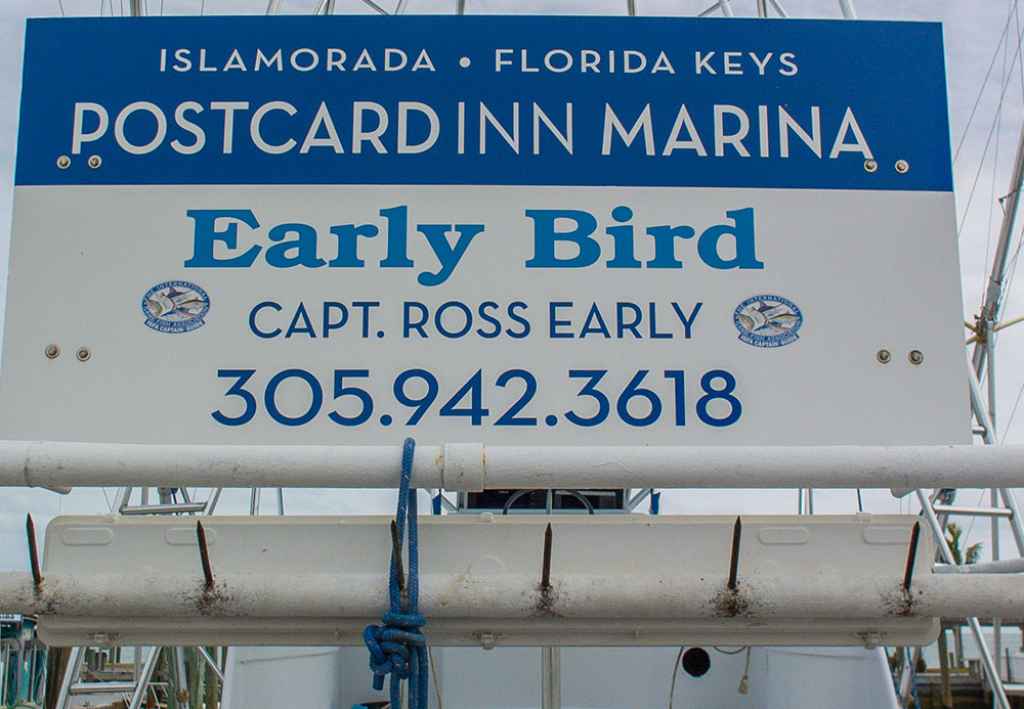 ISLAMORADA • FLORIDA KEYS
POSTCARD INN MARINA
Early Bird
CAPT. ROSS EARLY
305.942.3618